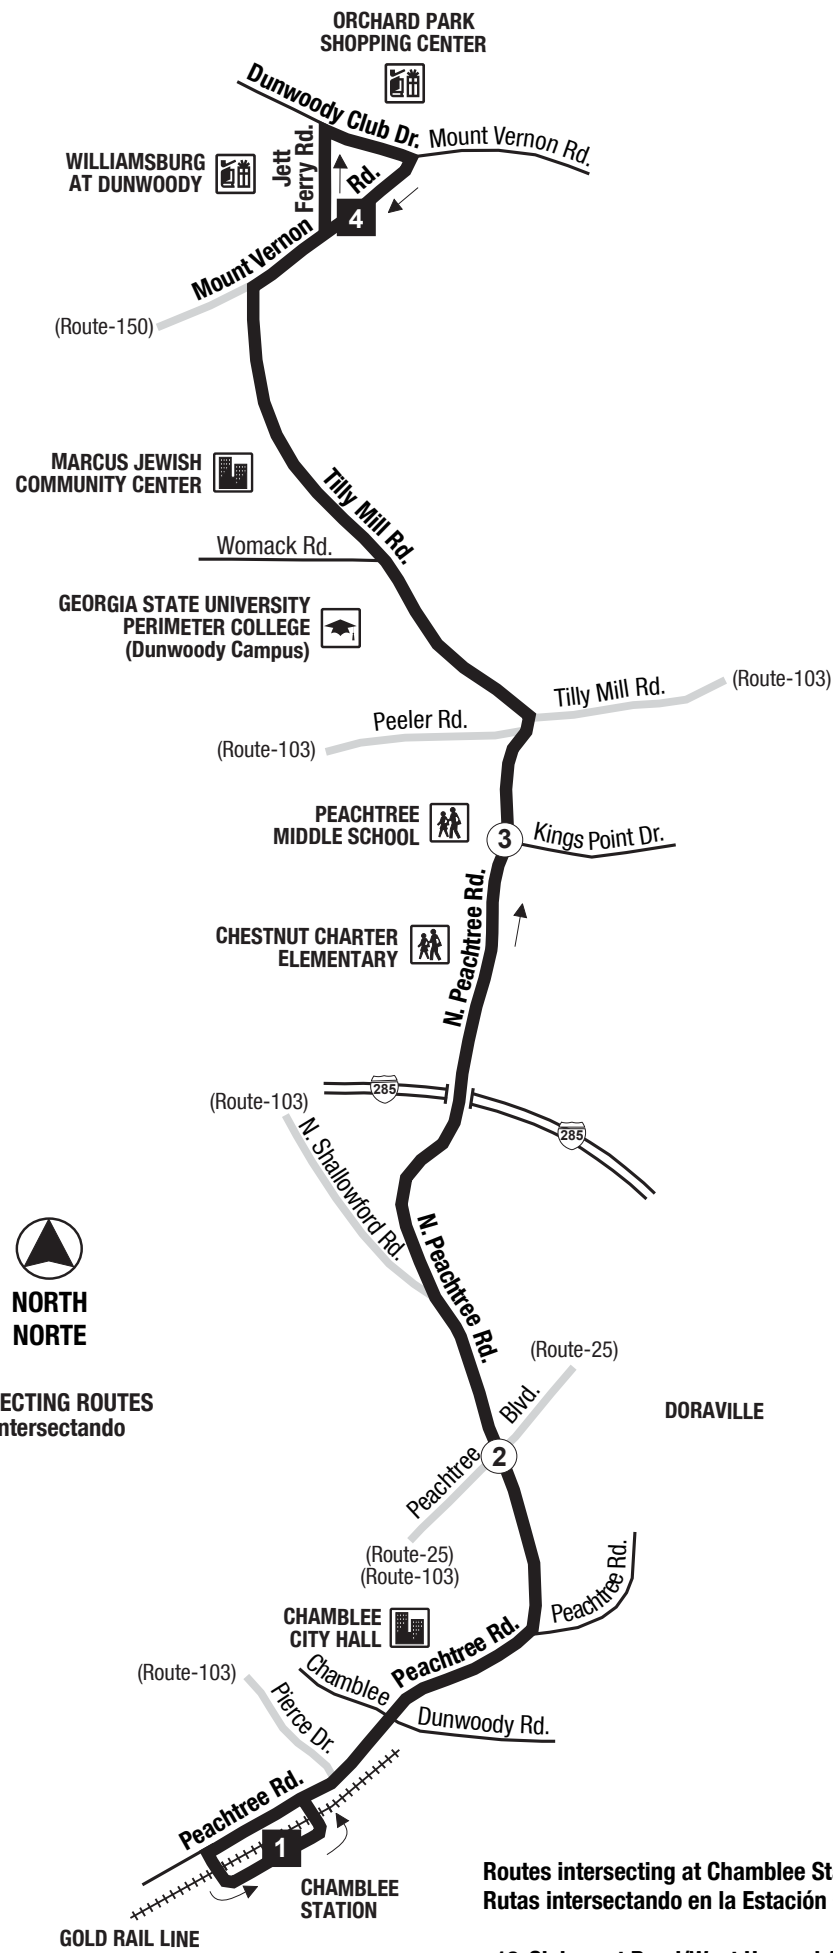 ORCHARD PARK
SHOPPING CENTER
Dunwoody Club Dr.
Mount Vernon Rd.
WILLIAMSBURG
AT DUNWOODY
Jett
Ferry Rd.
Rd.
4
Mount Vernon
(Route-150)
MARCUS JEWISH
COMMUNITY CENTER
Tilly Mill Rd.
Womack Rd.
GEORGIA STATE UNIVERSITY
PERIMETER COLLEGE
(Dunwoody Campus)
Tilly Mill Rd.
(Route-103)
Peeler Rd.
(Route-103)
PEACHTREE
MIDDLE SCHOOL
3
Kings Point Dr.
N. Peachtree Rd.
CHESTNUT CHARTER
ELEMENTARY
285
(Route-103)
285
N. Shallowford Rd.
N. Peachtree Rd.
NORTH
NORTE
(Route-25)
ECTING ROUTES
ntersectando
Blvd.
DORAVILLE
2
Peachtree
(Route-25)
(Route-103)
Peachtree Rd.
CHAMBLEE
CITY HALL
Peachtree Rd.
(Route-103)
Chamblee
Dunwoody Rd.
Pierce Dr.
Peachtree Rd.
1
CHAMBLEE
STATION
GOLD RAIL LINE
Routes intersecting at Chamblee Sta
Rutas intersectando en la Estación